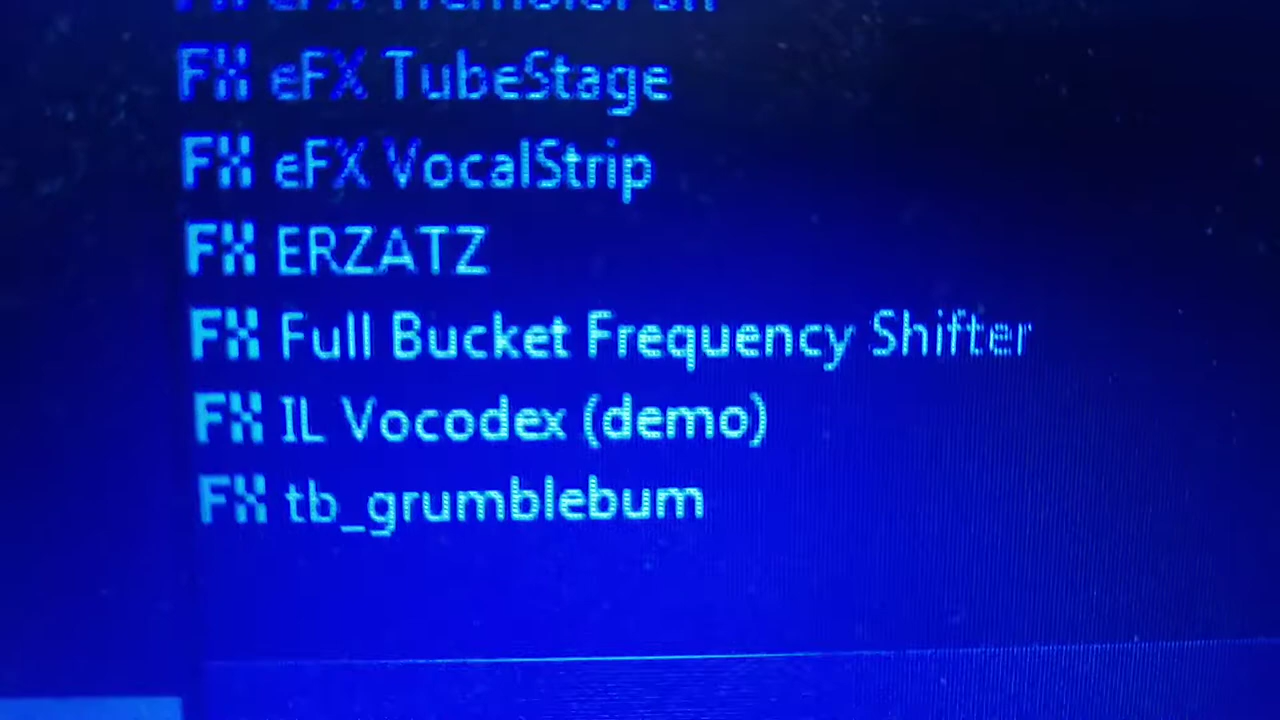 FX eFX TubeStage
FX eFX VocalStrip
FX ERZATZ
FX Full Bucket Frequency Shifter
FX IL Vocodex (demo)
FX tb_grumblebum